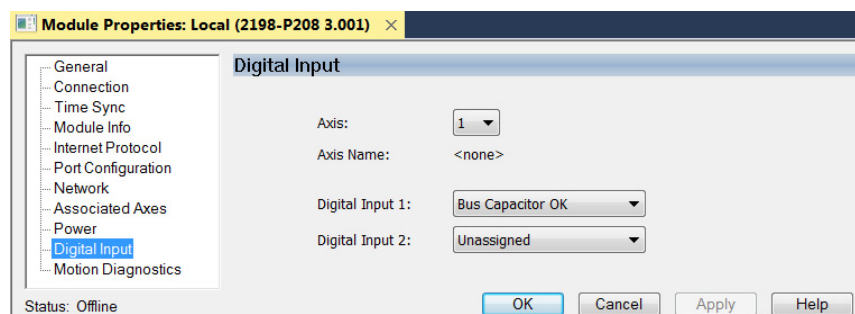 Module Properties: Local (2198-P208 3.001) ×
General
Connection
Time Sync
Module Info
Internet Protocol
Port Configuration
Network
Associated Axes
Power
Digital Input
Motion Diagnostics
Digital Input
Axis: 1
Axis Name: <none>
Digital Input 1: Bus Capacitor OK
Digital Input 2: Unassigned
Status: Offline
OK Cancel Apply Help